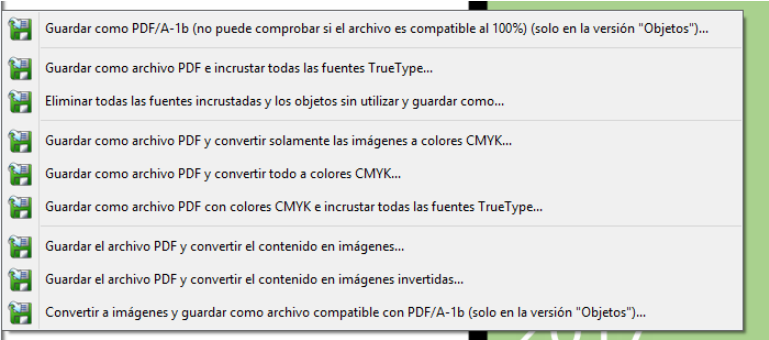 Guardar como PDF/A-1b (no puede comprobar si el archivo es compatible al 100%) (solo en la versión "Objetos")...
Guardar como archivo PDF e incrustar todas las fuentes TrueType...
Eliminar todas las fuentes incrustadas y los objetos sin utilizar y guardar como...
Guardar como archivo PDF y convertir solamente las imágenes a colores CMYK...
Guardar como archivo PDF y convertir todo a colores CMYK...
Guardar como archivo PDF con colores CMYK e incrustar todas las fuentes TrueType...
Guardar el archivo PDF y convertir el contenido en imágenes...
Guardar el archivo PDF y convertir el contenido en imágenes invertidas...
Convertir a imágenes y guardar como archivo compatible con PDF/A-1b (solo en la versión "Objetos")...